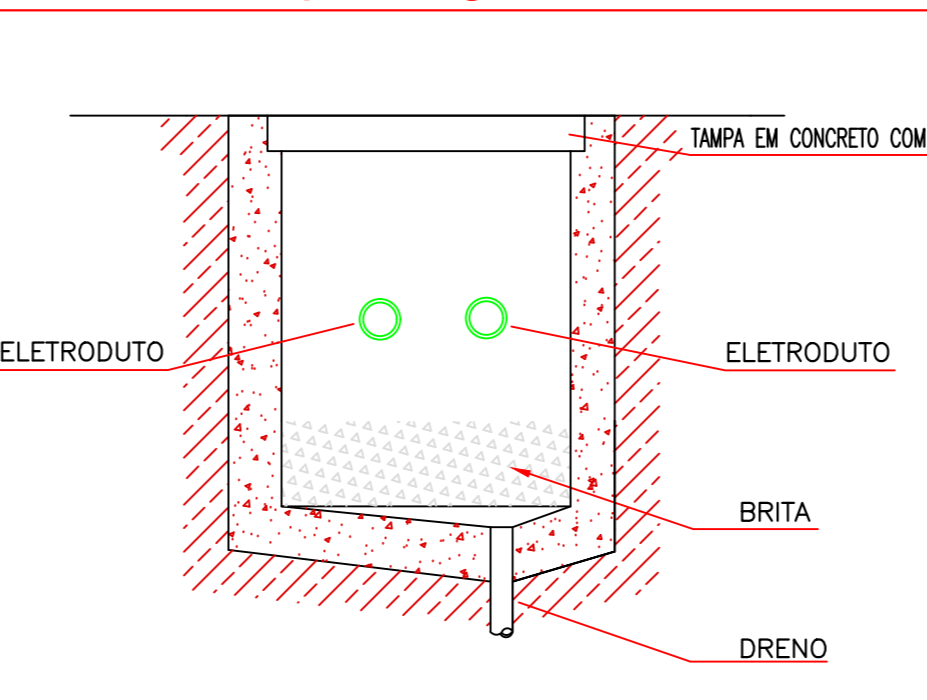 TAMPA EM CONCRETO COM
ELETRODUTO
ELETRODUTO
BRITA
DRENO